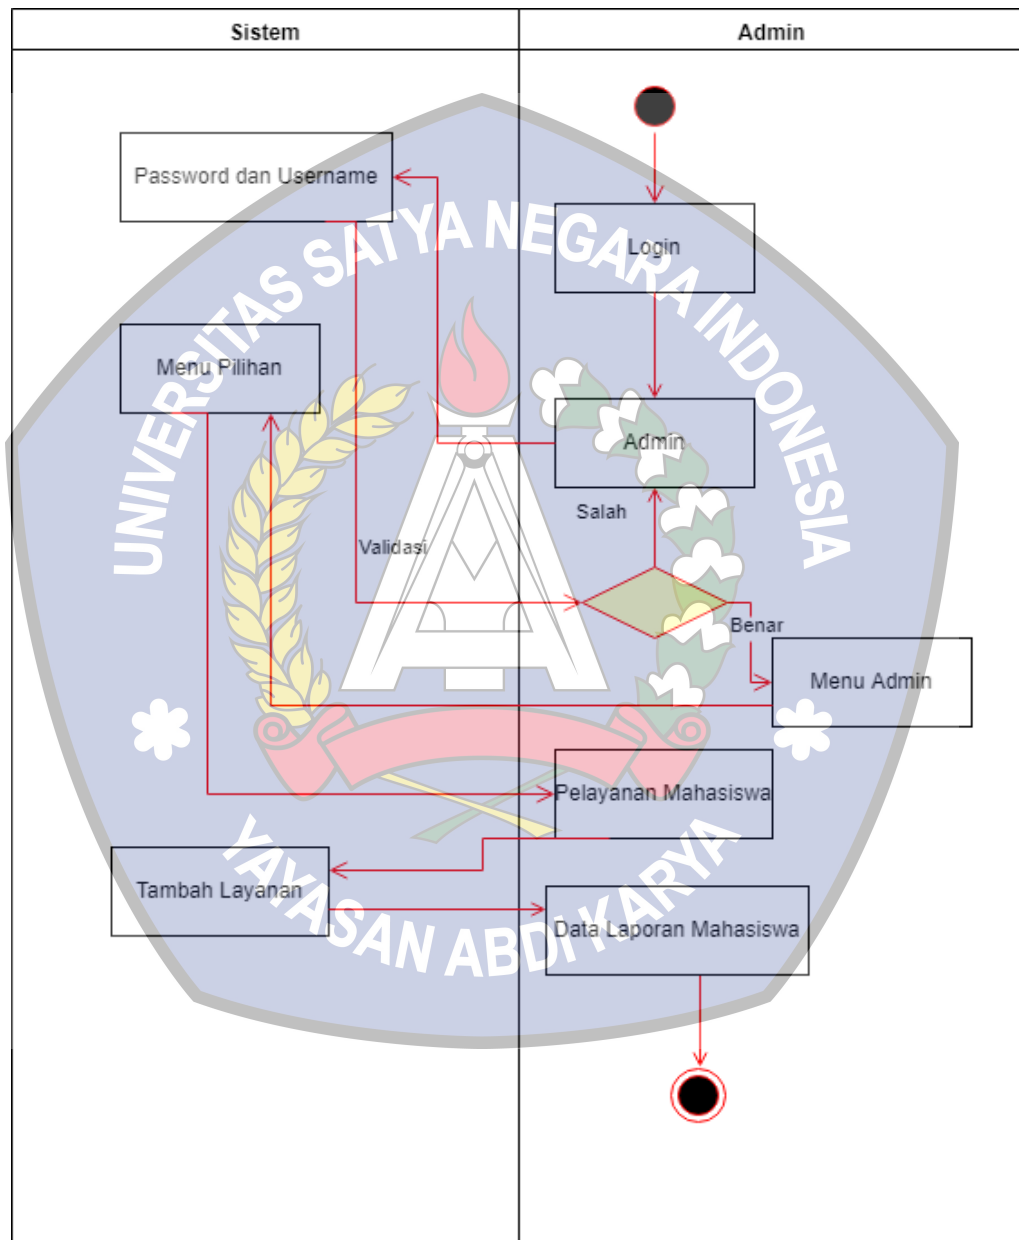 Sistem
Admin
Password dan Username
Login
Menu Pilihan
Admin
Salah
Validasi
Benar
Menu Admin
Pelayanan Mahasiswa
Tambah Layanan
Data Laporan Mahasiswa
UNIVERSITAS SATYA NEGARA INDONESIA
YAYASAN ABDI KARYA